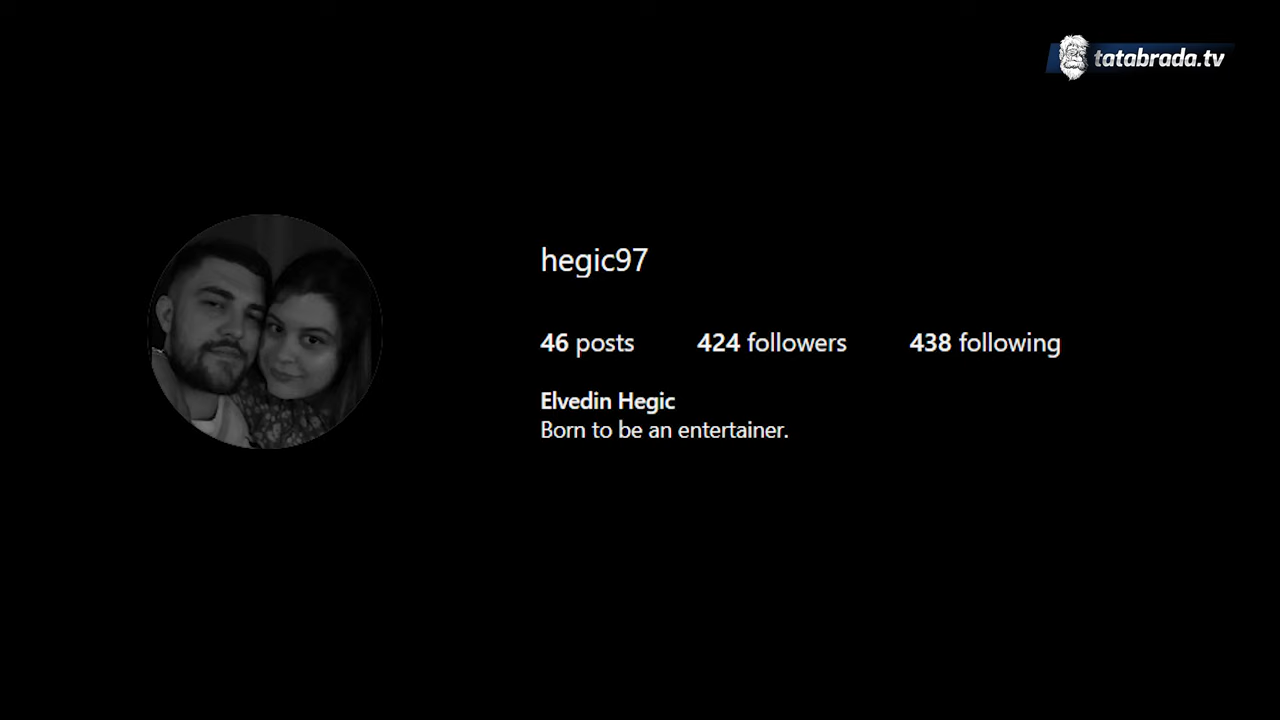 tatabrada.tv
hegic97
46 posts 424 followers 438 following
Elvedin Hegic
Born to be an entertainer.